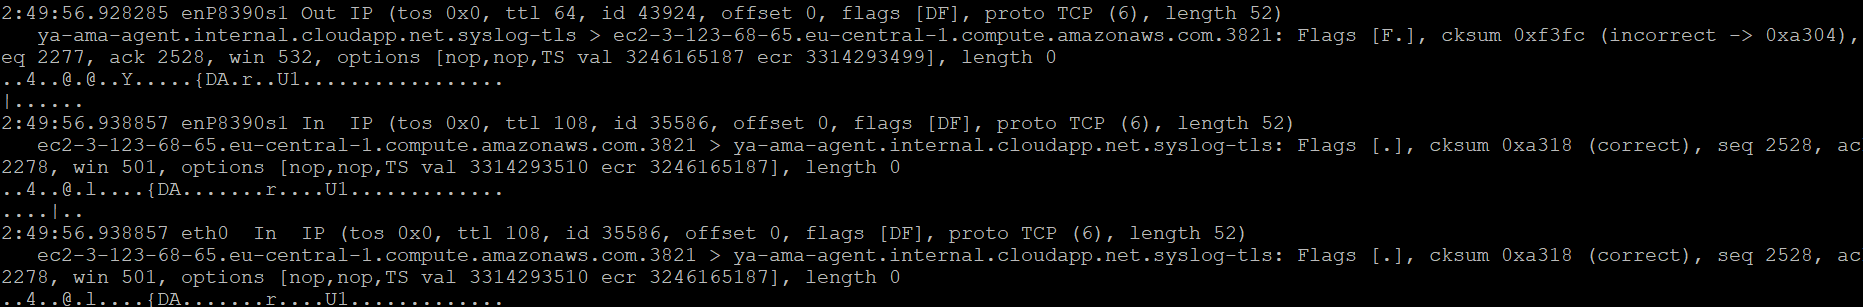 2:49:56.928285 enP8390s1 Out IP (tos 0x0, ttl 64, id 43924, offset 0, flags [DF], proto TCP (6), length 52)
ya-ama-agent.internal.cloudapp.net.syslog-tls > ec2-3-123-68-65.eu-central-1.compute.amazonaws.com.3821: Flags [F.], cksum 0xf3fc (incorrect -> 0xa304),
eq 2277, ack 2528, win 532, options [nop,nop,TS val 3246165187 ecr 3314293499], length 0
..4..@.@..Y.....{DA.r..U1.................
|......
2:49:56.938857 enP8390s1 In  IP (tos 0x0, ttl 108, id 35586, offset 0, flags [DF], proto TCP (6), length 52)
ec2-3-123-68-65.eu-central-1.compute.amazonaws.com.3821 > ya-ama-agent.internal.cloudapp.net.syslog-tls: Flags [.], cksum 0xa318 (correct), seq 2528, ac
2278, win 501, options [nop,nop,TS val 3314293510 ecr 3246165187], length 0
..4..@.l....{DA.......r....U1.............
....|..
2:49:56.938857 eth0  In  IP (tos 0x0, ttl 108, id 35586, offset 0, flags [DF], proto TCP (6), length 52)
ec2-3-123-68-65.eu-central-1.compute.amazonaws.com.3821 > ya-ama-agent.internal.cloudapp.net.syslog-tls: Flags [.], cksum 0xa318 (correct), seq 2528, ac
2278, win 501, options [nop,nop,TS val 3314293510 ecr 3246165187], length 0
..4..@.l....{DA.......r....U1.............